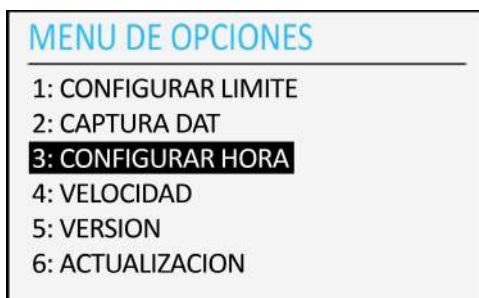 MENU DE OPCIONES
1: CONFIGURAR LIMITE
2: CAPTURA DAT
3: CONFIGURAR HORA
4: VELOCIDAD
5: VERSION
6: ACTUALIZACION